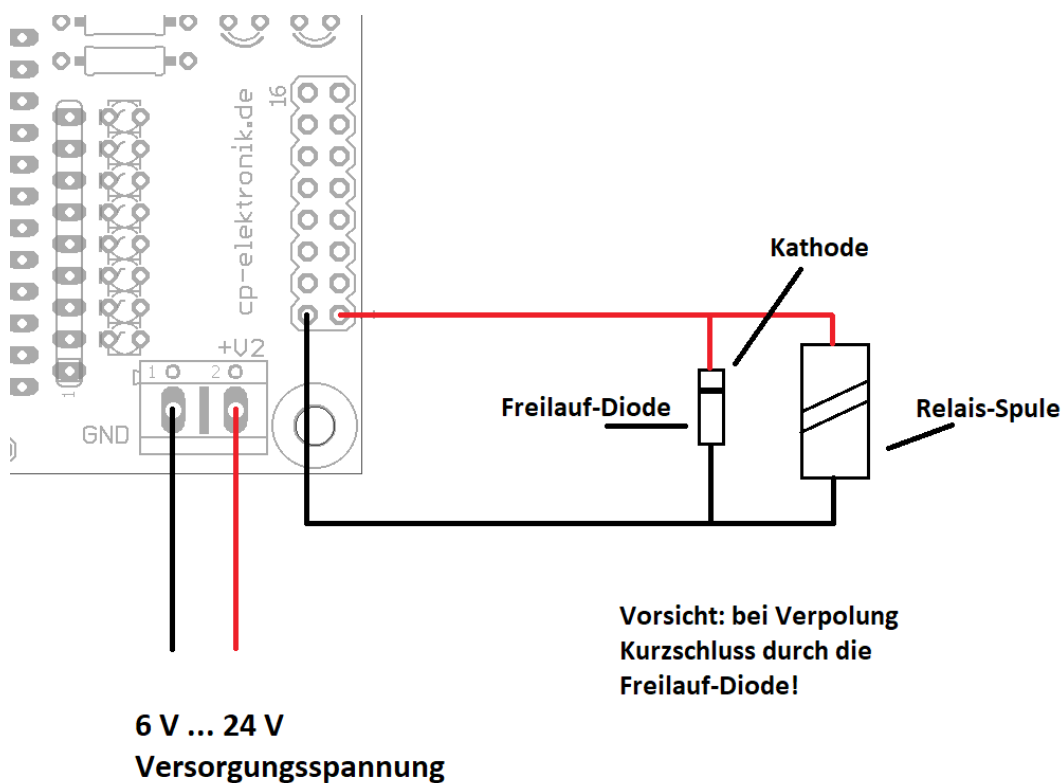 16
cp-elektronik.de
Kathode
+V2
1
2
1
GND
Freilauf-Diode
Relais-Spule
Vorsicht: bei Verpolung
Kurzschluss durch die
Freilauf-Diode!
6 V ... 24 V
Versorgungsspannung